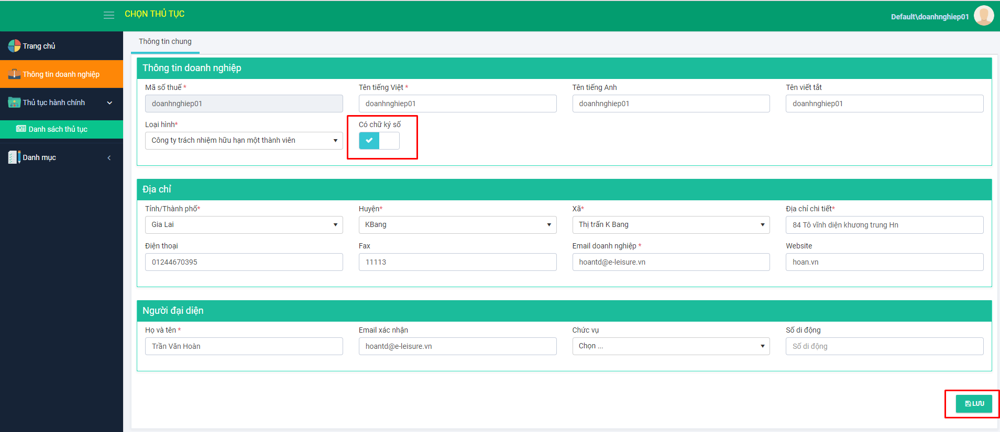 CHỌN THỦ TỤC
Default\doanhnghiep01
Trang chủ
Thông tin doanh nghiệp
Thủ tục hành chính
Danh sách thủ tục
Danh mục
Thông tin chung
Thông tin doanh nghiệp
Mã số thuế * Tên tiếng Việt * Tên tiếng Anh Tên viết tắt
doanhnghiep01 doanhnghiep01 doanhnghiep01 doanhnghiep01
Loại hình* Có chữ ký số
Công ty trách nhiệm hữu hạn một thành viên
Địa chỉ
Tỉnh/Thành phố* Huyện* Xã* Địa chỉ chi tiết*
Gia Lai KBang Thị trấn K Bang 84 Tô vĩnh diện khương trung Hn
Điện thoại Fax Email doanh nghiệp * Website
01244670395 11113 hoantd@e-leisure.vn hoan.vn
Người đại diện
Họ và tên * Email xác nhận Chức vụ Số di động
Trần Văn Hoàn hoantd@e-leisure.vn Chọn ... Số di động
LƯU